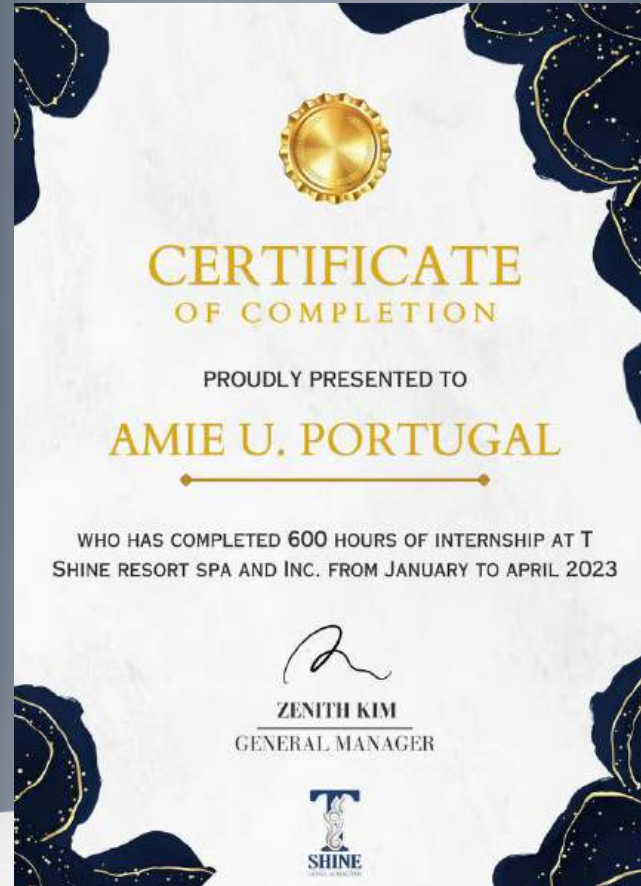 CERTIFICATE
OF COMPLETION
PROUDLY PRESENTED TO
AMIE U. PORTUGAL
WHO HAS COMPLETED 600 HOURS OF INTERNSHIP AT T
SHINE RESORT SPA AND INC. FROM JANUARY TO APRIL 2023
ZENITH KIM
GENERAL MANAGER
T
SHINE